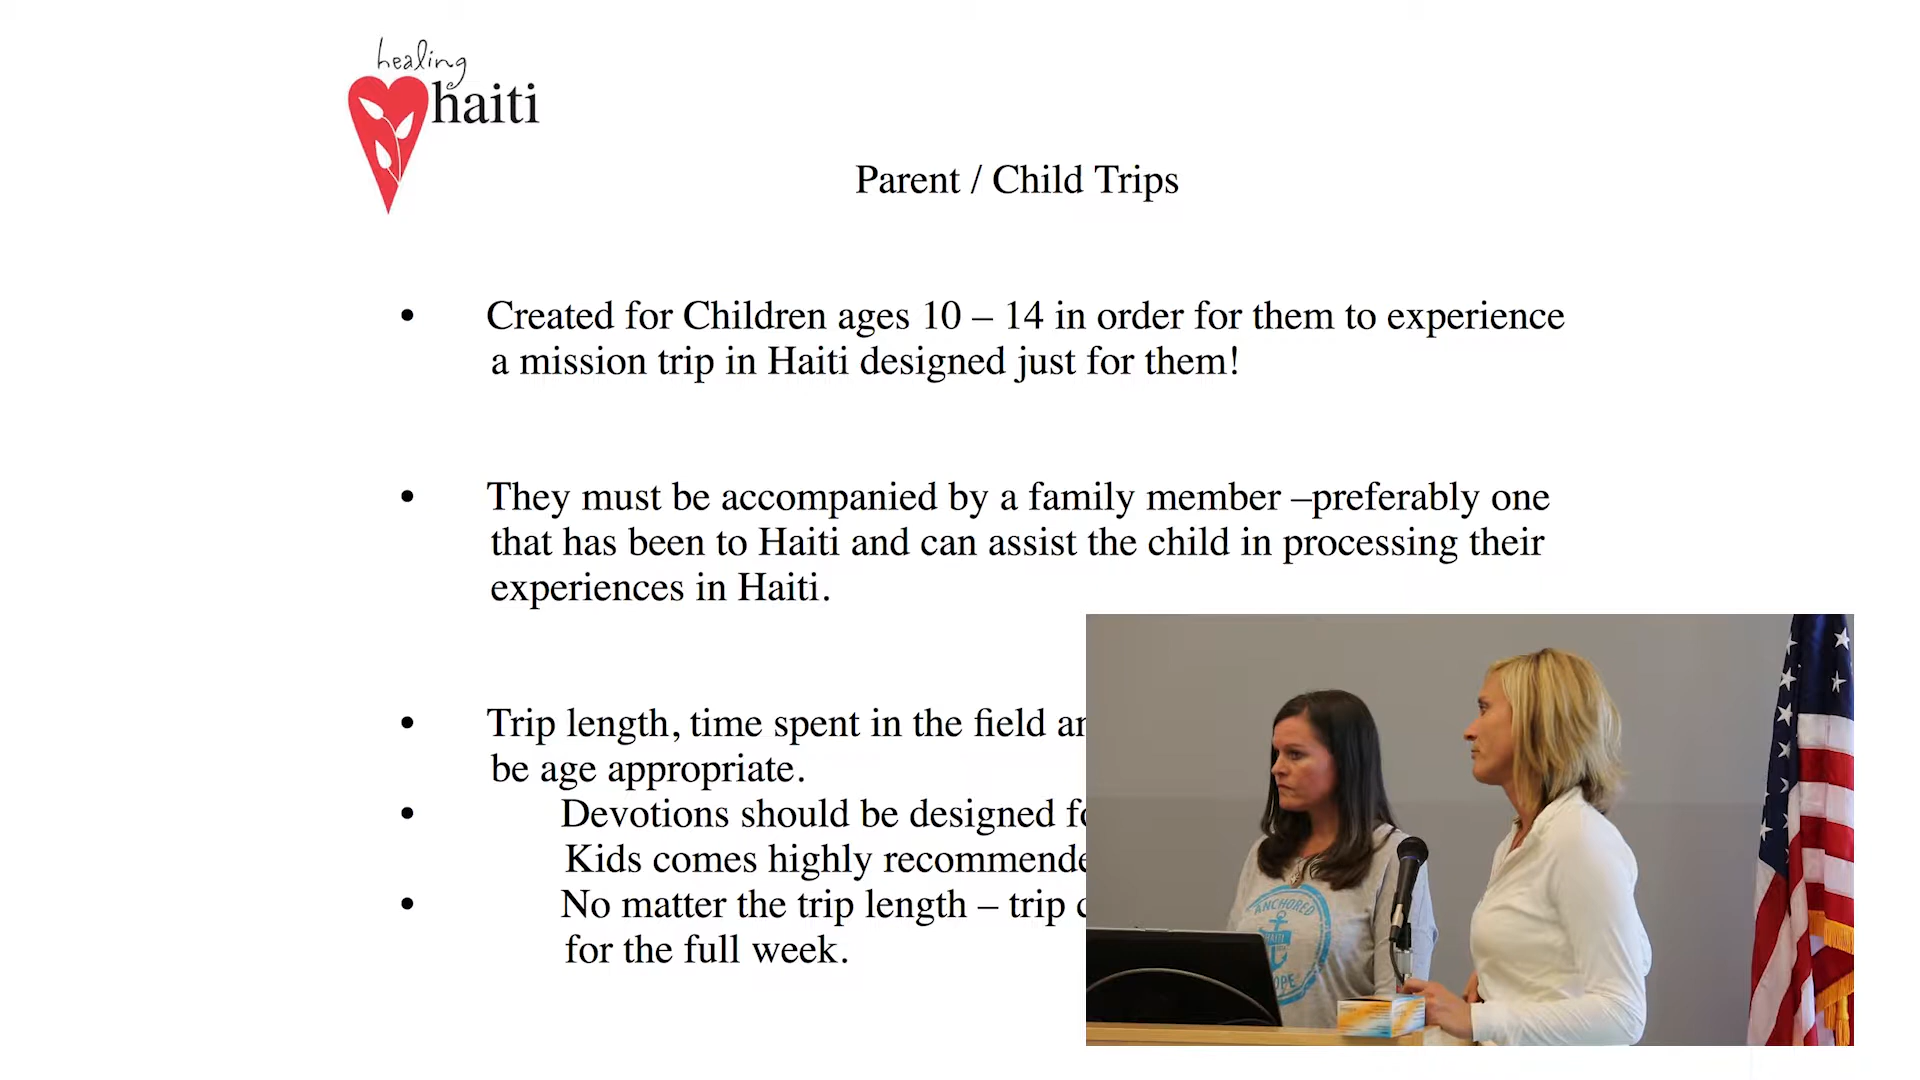 healing
haiti
Parent / Child Trips
• Created for Children ages 10 – 14 in order for them to experience
a mission trip in Haiti designed just for them!
• They must be accompanied by a family member –preferably one
that has been to Haiti and can assist the child in processing their
experiences in Haiti.
• Trip length, time spent in the field
be age appropriate.
• Devotions should be designed
Kids comes highly
• No matter the trip length – trip
for the full week.
ANCHORED
HAITI